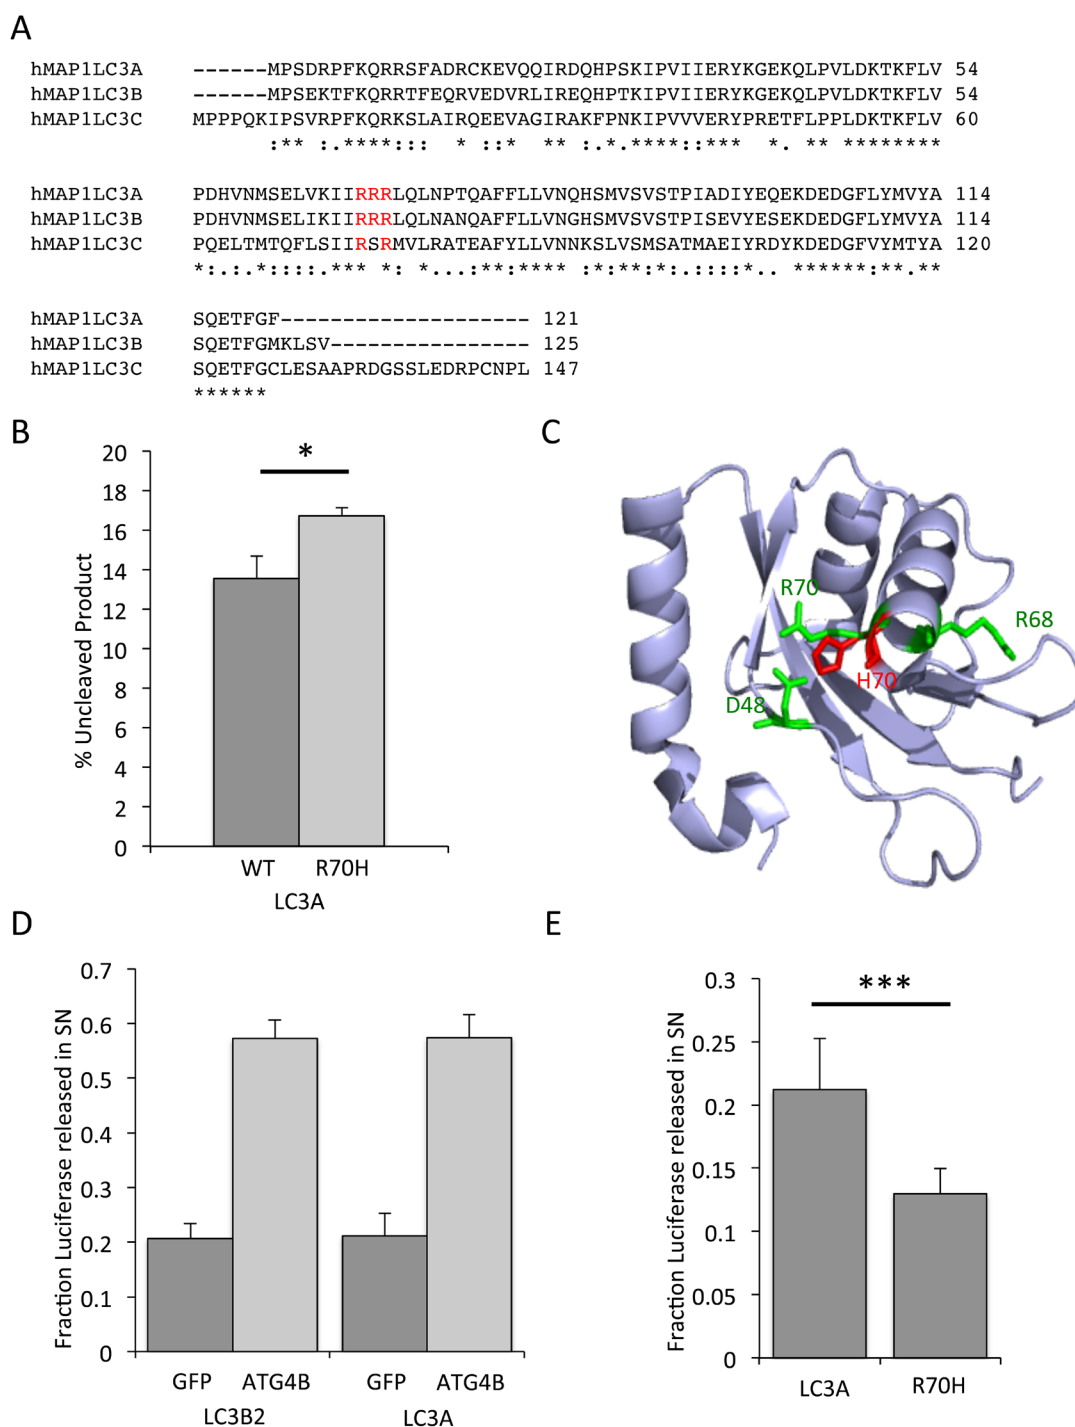 A
hMAP1LC3A ------MPSDRPFKQRRSFADRCKEVQQIRDQHPSKIPVIIERYKGEKQLPVLDKTKFLV 54
hMAP1LC3B ------MPSEKTFKQRRTFEQRVEDVRLIREQHPTKIPVIIERYKGEKQLPVLDKTKFLV 54
hMAP1LC3C MPPPQKIPSVRPFKQRKSLAIRQEEVAGIRAKFPNKIPVVVERYPRETFLPPLDKTKFLV 60
:** :.****::: * :: * ** :.*.****::*** *. ** ********
hMAP1LC3A PDHVNMSELVKIIRRRLQLNPTQAFFLLVNQHSMVSVSTPIADIYEQEKDEDGFLYMVYA 114
hMAP1LC3B PDHVNMSELIKIIRRRLQLNANQAFFLLVNGHSMVSVSTPISEVYESEKDEDGFLYMVYA 114
hMAP1LC3C PQELTMTQFLSIIRSRMVLRATEAFYLLVNNKSLVSMSATMAEIYRDYKDEDGFVYMTYA 120
*:.:.*::::.*** *: *...:**:**** :*:**:*:.::::*.. ******:**.**
hMAP1LC3A SQETFGF-------------------- 121
hMAP1LC3B SQETFGMKLSV---------------- 125
hMAP1LC3C SQETFGCLESAAPRDGSSLEDRPCNPL 147
******
B
% Uncleaved Product
20
18
16
14
12
10
8
6
4
2
0
*
WT R70H
LC3A
C
R70
R68
H70
D48
D
Fraction Luciferase released in SN
0.7
0.6
0.5
0.4
0.3
0.2
0.1
0
GFP ATG4B GFP ATG4B
LC3B2 LC3A
E
Fraction Luciferase released in SN
0.3
0.25
0.2
0.15
0.1
0.05
0
***
LC3A R70H